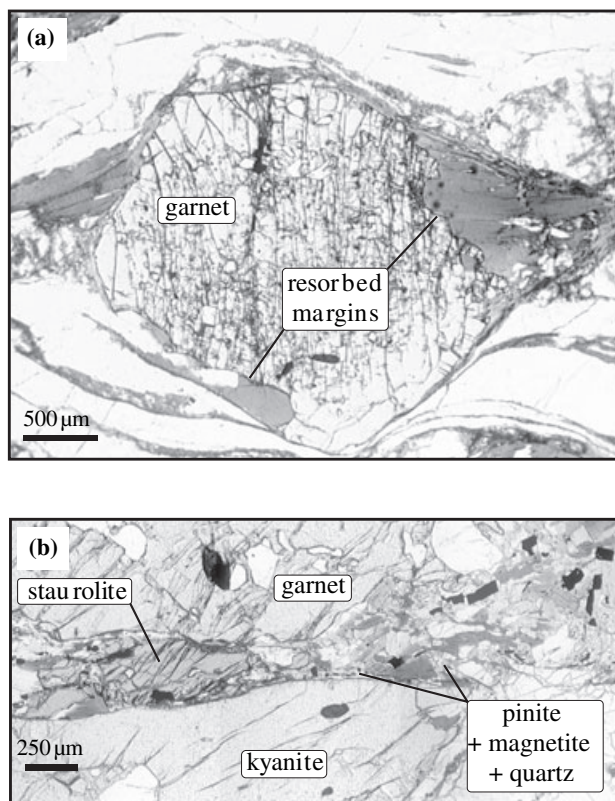 (a)
garnet
resorbed
margins
500 µm
(b)
garnet
staurolite
pinite
+ magnetite
+ quartz
kyanite
250 µm